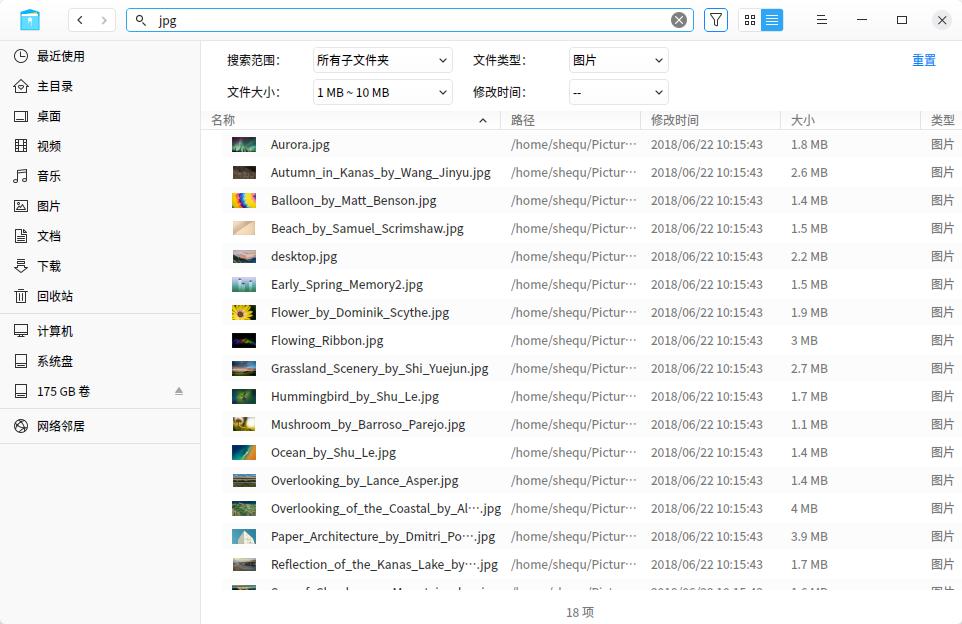 jpg
最近使用
主目录
桌面
视频
音乐
图片
文档
下载
回收站
计算机
系统盘
175 GB 卷
网络邻居
搜索范围： 所有子文件夹 文件类型： 图片 重置
文件大小： 1 MB ~ 10 MB 修改时间： --
名称 路径 修改时间 大小 类型
Aurora.jpg /home/shequ/Pictur··· 2018/06/22 10:15:43 1.8 MB 图片
Autumn_in_Kanas_by_Wang_Jinyu.jpg /home/shequ/Pictur··· 2018/06/22 10:15:43 2.6 MB 图片
Balloon_by_Matt_Benson.jpg /home/shequ/Pictur··· 2018/06/22 10:15:43 1.4 MB 图片
Beach_by_Samuel_Scrimshaw.jpg /home/shequ/Pictur··· 2018/06/22 10:15:43 1.5 MB 图片
desktop.jpg /home/shequ/Pictur··· 2018/06/22 10:15:43 2.2 MB 图片
Early_Spring_Memory2.jpg /home/shequ/Pictur··· 2018/06/22 10:15:43 1.5 MB 图片
Flower_by_Dominik_Scythe.jpg /home/shequ/Pictur··· 2018/06/22 10:15:43 1.9 MB 图片
Flowing_Ribbon.jpg /home/shequ/Pictur··· 2018/06/22 10:15:43 3 MB 图片
Grassland_Scenery_by_Shi_Yuejun.jpg /home/shequ/Pictur··· 2018/06/22 10:15:43 2.7 MB 图片
Hummingbird_by_Shu_Le.jpg /home/shequ/Pictur··· 2018/06/22 10:15:43 1.7 MB 图片
Mushroom_by_Barroso_Parejo.jpg /home/shequ/Pictur··· 2018/06/22 10:15:43 1.1 MB 图片
Ocean_by_Shu_Le.jpg /home/shequ/Pictur··· 2018/06/22 10:15:43 1.4 MB 图片
Overlooking_by_Lance_Asper.jpg /home/shequ/Pictur··· 2018/06/22 10:15:43 1.4 MB 图片
Overlooking_of_the_Coastal_by_Al···.jpg /home/shequ/Pictur··· 2018/06/22 10:15:43 4 MB 图片
Paper_Architecture_by_Dmitri_Po···.jpg /home/shequ/Pictur··· 2018/06/22 10:15:43 3.9 MB 图片
Reflection_of_the_Kanas_Lake_by···.jpg /home/shequ/Pictur··· 2018/06/22 10:15:43 1.7 MB 图片
18 项